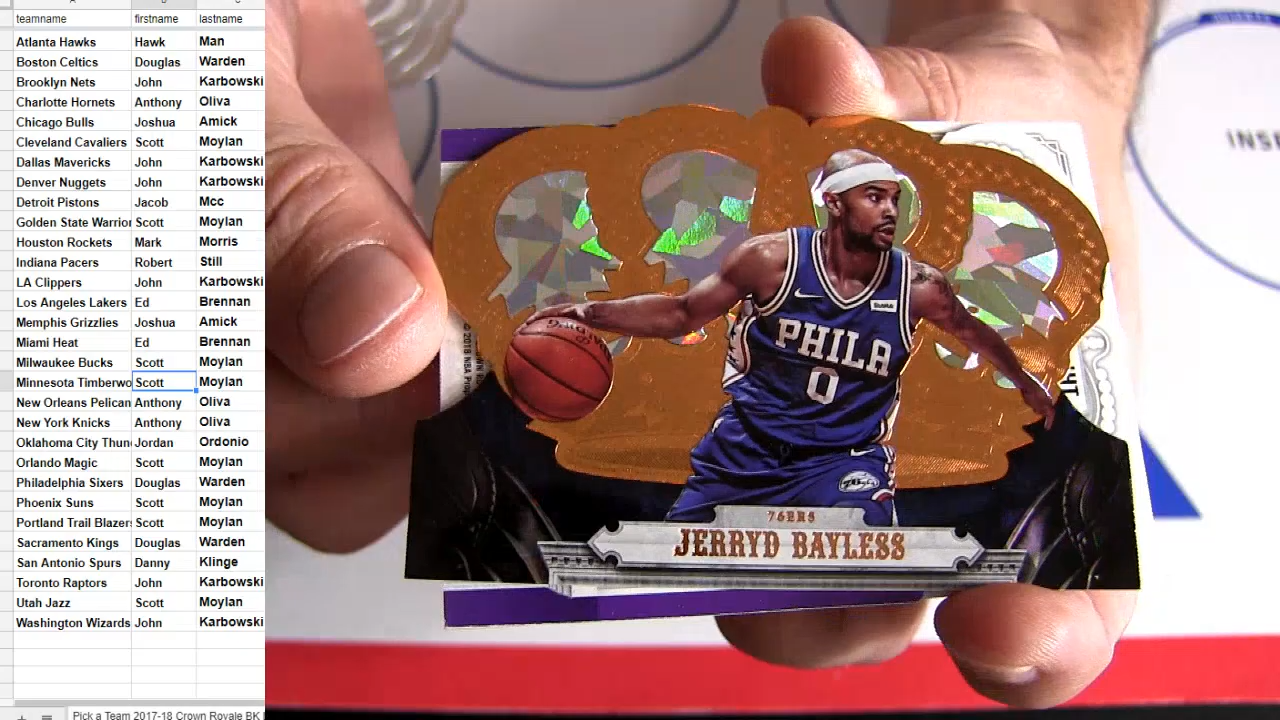 teamname firstname lastname
Atlanta Hawks Hawk Man
Boston Celtics Douglas Warden
Brooklyn Nets John Karbowski
Charlotte Hornets Anthony Oliva
Chicago Bulls Joshua Amick
Cleveland Cavaliers Scott Moylan
Dallas Mavericks John Karbowski
Denver Nuggets John Karbowski
Detroit Pistons Jacob Mcc
Golden State Warrior Scott Moylan
Houston Rockets Mark Morris
Indiana Pacers Robert Still
LA Clippers John Karbowski
Los Angeles Lakers Ed Brennan
Memphis Grizzlies Joshua Amick
Miami Heat Ed Brennan
Milwaukee Bucks Scott Moylan
Minnesota Timberwo Scott Moylan
New Orleans Pelican Anthony Oliva
New York Knicks Anthony Oliva
Oklahoma City Thun Jordan Ordonio
Orlando Magic Scott Moylan
Philadelphia Sixers Douglas Warden
Phoenix Suns Scott Moylan
Portland Trail Blazers Scott Moylan
Sacramento Kings Douglas Warden
San Antonio Spurs Danny Klinge
Toronto Raptors John Karbowski
Utah Jazz Scott Moylan
Washington Wizards John Karbowski
Pick a Team 2017-18 Crown Royale BK
INS
PHILA
0
76ERS
JERRYD BAYLESS
© 2018 NBA Prop